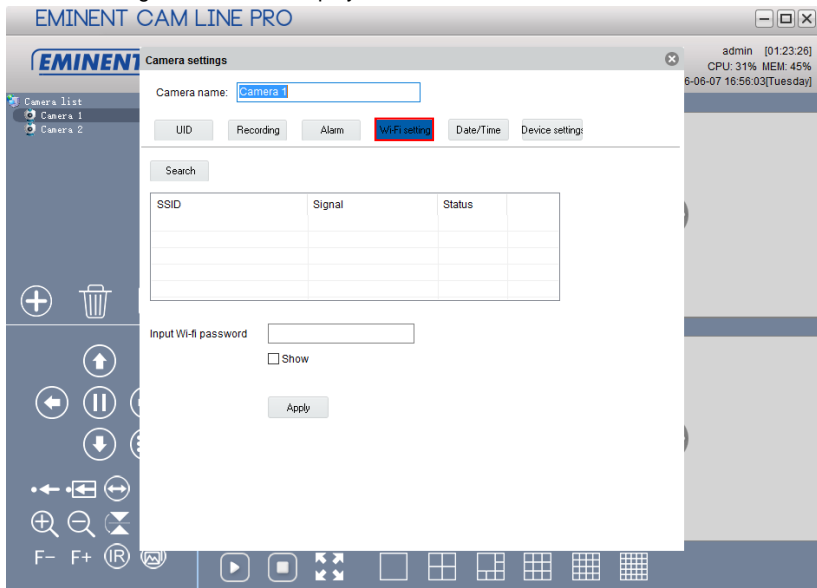 EMINENT CAM LINE PRO
EMINENT
admin [01:23:26]
CPU: 31% MEM: 45%
6-06-07 16:56:03[Tuesday]
Camera settings
Camera name: Camera 1
Camera list
Camera 1
Camera 2
UID Recording Alarm Wi-Fi setting Date/Time Device settings
Search
SSID Signal Status
Input Wi-fi password
Show
Apply
F- F+ IR